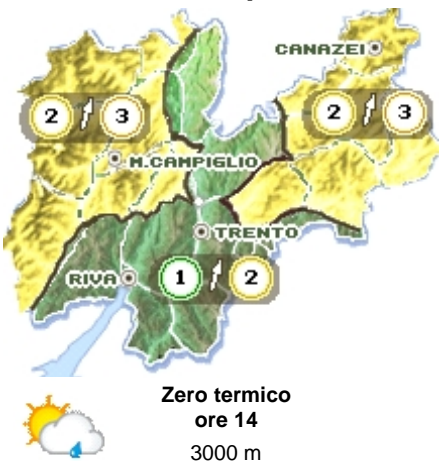 CANAZEI
2 3
2 3
M.CAMPIGLIO
TRENTO
RIVA
1 2
Zero termico
ore 14
3000 m